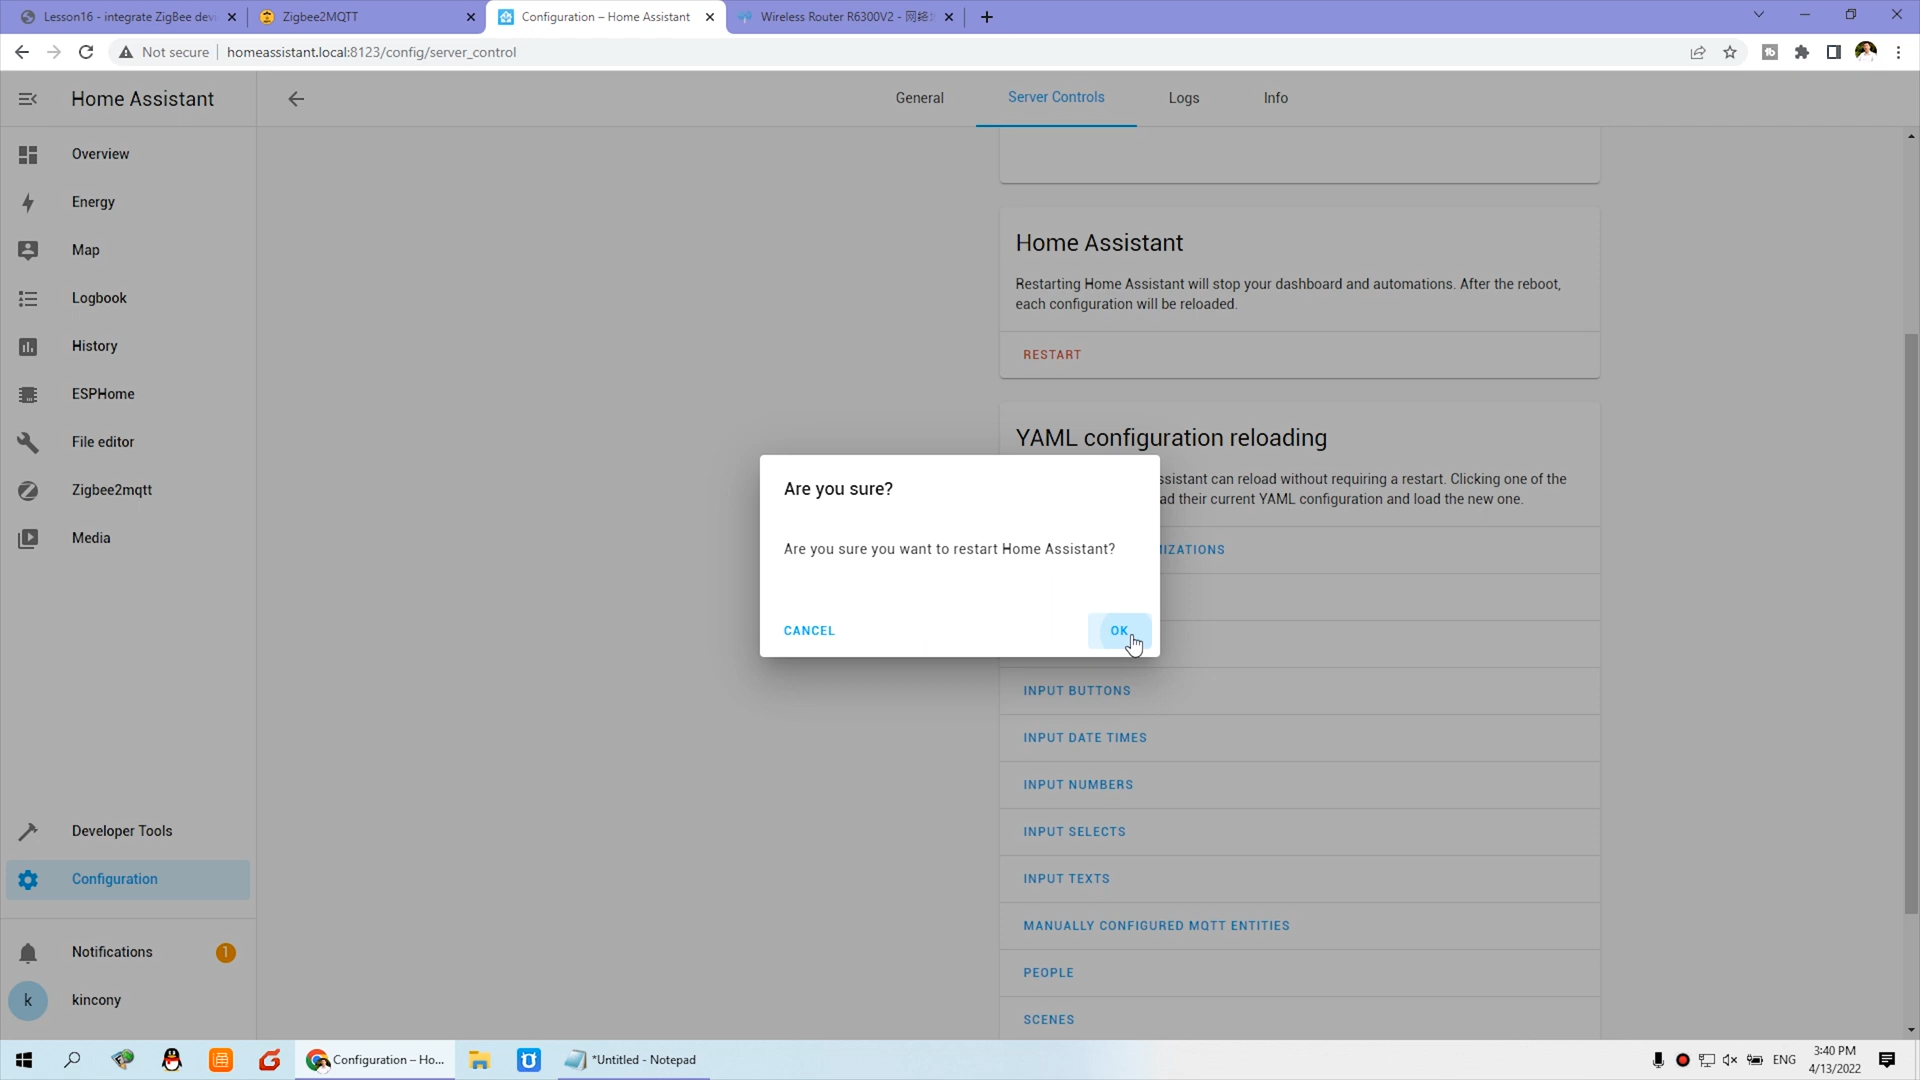 Lesson16 - integrate ZigBee dev
Zigbee2MQTT
Configuration – Home Assistant
Wireless Router R6300V2 -
Not secure
homeassistant.local:8123/config/server_control
Home Assistant
General
Server Controls
Logs
Info
Overview
Energy
Map
Logbook
History
ESPHome
File editor
Zigbee2mqtt
Media
Developer Tools
Configuration
Notifications
1
k
kincony
Home Assistant
Restarting Home Assistant will stop your dashboard and automations. After the reboot,
each configuration will be reloaded.
RESTART
YAML configuration reloading
ssistant can reload without requiring a restart. Clicking one of the
ad their current YAML configuration and load the new one.
IZATIONS
Are you sure?
Are you sure you want to restart Home Assistant?
CANCEL
OK
INPUT BUTTONS
INPUT DATE TIMES
INPUT NUMBERS
INPUT SELECTS
INPUT TEXTS
MANUALLY CONFIGURED MQTT ENTITIES
PEOPLE
SCENES
Configuration – Ho...
*Untitled - Notepad
ENG
3:40 PM
4/13/2022